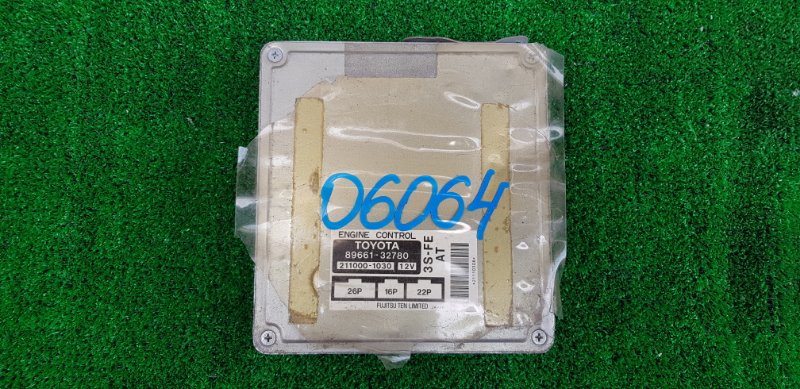 06064
ENGINE CONTROL
TOYOTA
89661-32780
211000-1030 12V
3S-FE
AT
26P 16P 22P
FUJITSU TEN LIMITED